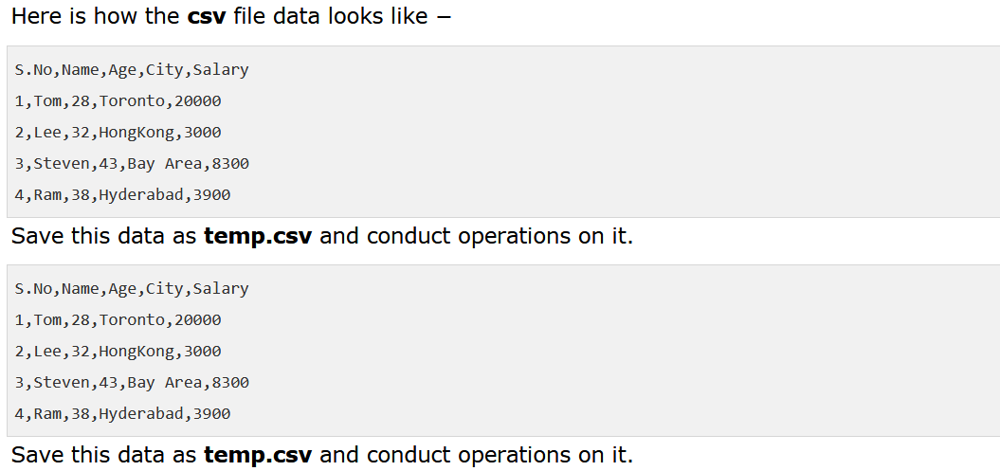 Here is how the csv file data looks like −
S.No,Name,Age,City,Salary
1,Tom,28,Toronto,20000
2,Lee,32,HongKong,3000
3,Steven,43,Bay Area,8300
4,Ram,38,Hyderabad,3900
Save this data as temp.csv and conduct operations on it.
S.No,Name,Age,City,Salary
1,Tom,28,Toronto,20000
2,Lee,32,HongKong,3000
3,Steven,43,Bay Area,8300
4,Ram,38,Hyderabad,3900
Save this data as temp.csv and conduct operations on it.